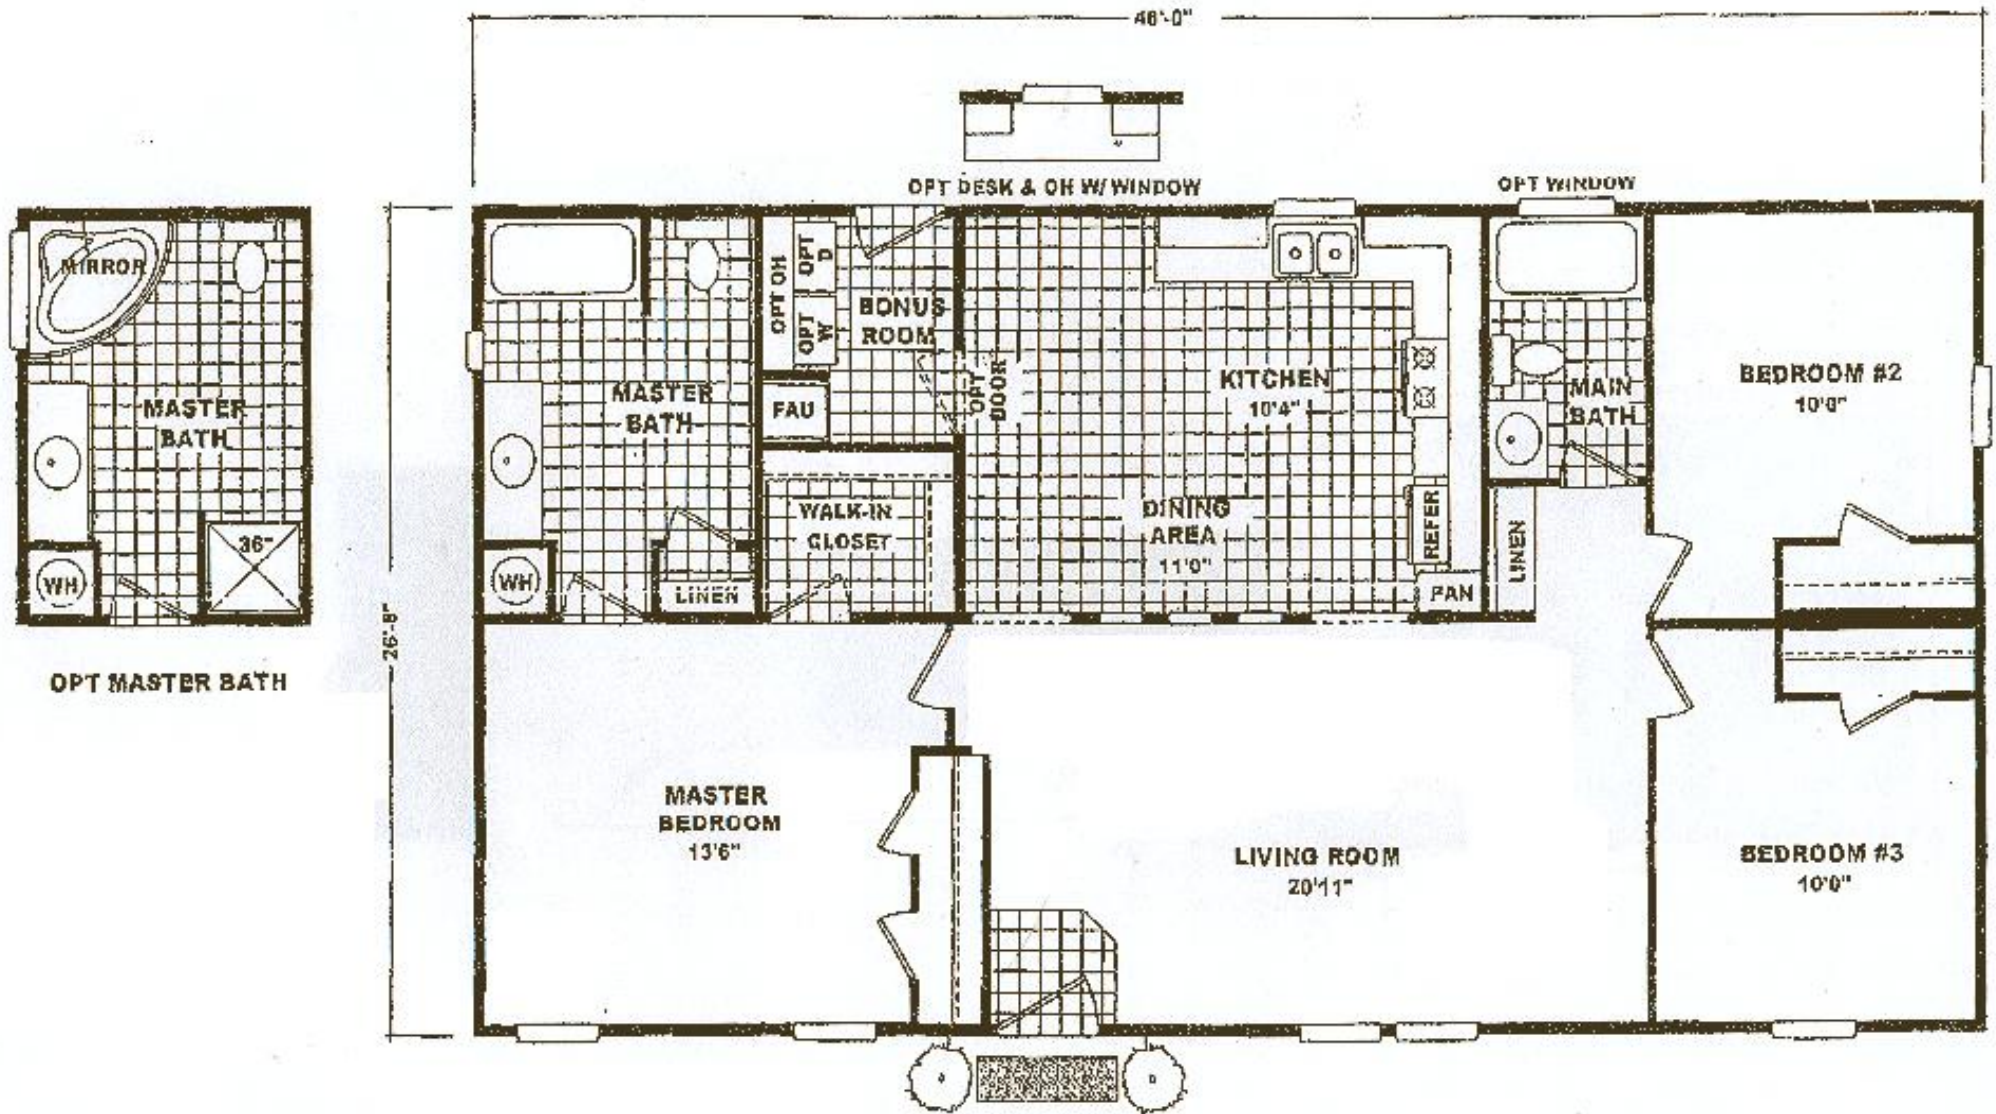 48'-0"
OPT DESK & OH W/ WINDOW
OPT WINDOW
MIRROR
MASTER
BATH
36"
WH
OPT MASTER BATH
26'-8"
MASTER
BATH
WH
LINEN
OPT OH
OPT
D
OPT
W
BONUS
ROOM
FAU
OPT
DOOR
WALK-IN
CLOSET
KITCHEN
10'4"
DINING
AREA
11'0"
REFER
PAN
MAIN
BATH
LINEN
BEDROOM #2
10'0"
MASTER
BEDROOM
13'6"
LIVING ROOM
20'11"
BEDROOM #3
10'0"